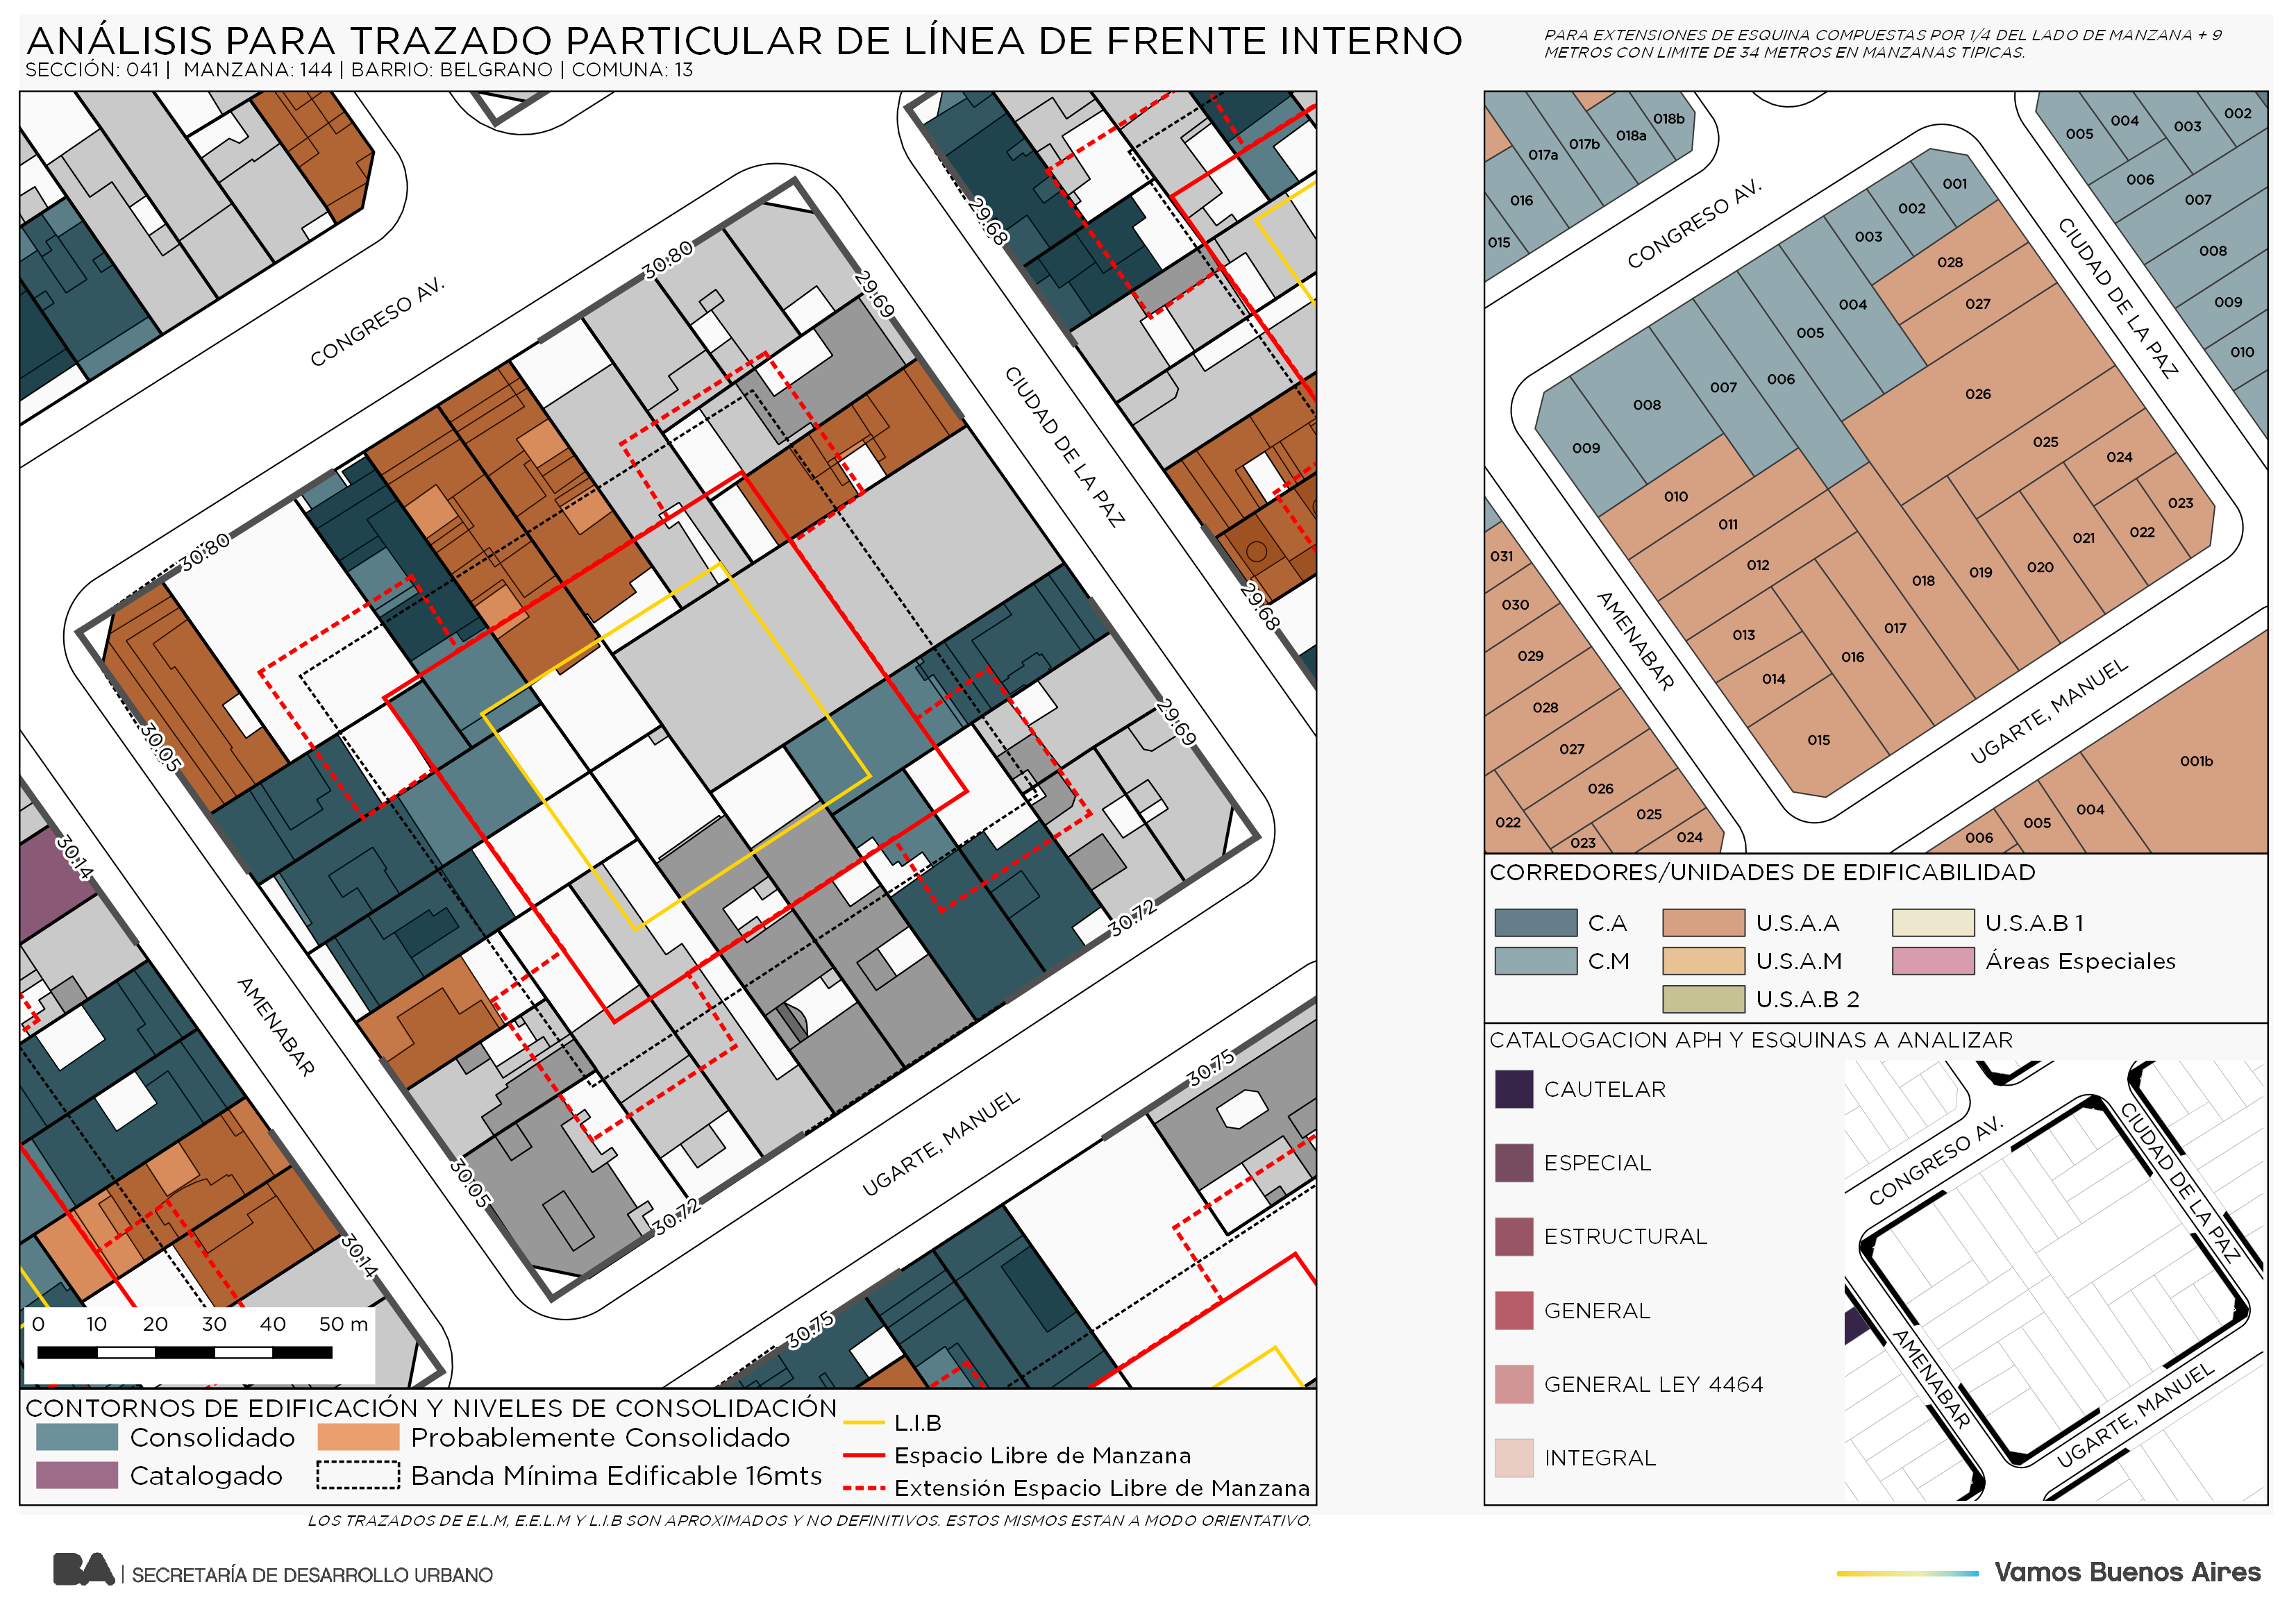 ANÁLISIS PARA TRAZADO PARTICULAR DE LÍNEA DE FRENTE INTERNO
SECCIÓN: 041 | MANZANA: 144 | BARRIO: BELGRANO | COMUNA: 13
PARA EXTENSIONES DE ESQUINA COMPUESTAS POR 1/4 DEL LADO DE MANZANA + 9
METROS CON LIMITE DE 34 METROS EN MANZANAS TIPICAS.
CONGRESO AV.
CIUDAD DE LA PAZ
AMENABAR
UGARTE, MANUEL
30.80
30.80
29.69
29.69
29.68
29.68
30.05
30.05
30.14
30.14
30.72
30.72
30.75
30.75
0 10 20 30 40 50 m
CONTORNOS DE EDIFICACIÓN Y NIVELES DE CONSOLIDACIÓN
Consolidado
Probablemente Consolidado
Catalogado
Banda Mínima Edificable 16mts
L.I.B
Espacio Libre de Manzana
Extensión Espacio Libre de Manzana
LOS TRAZADOS DE E.L.M, E.E.L.M Y L.I.B SON APROXIMADOS Y NO DEFINITIVOS. ESTOS MISMOS ESTAN A MODO ORIENTATIVO.
CONGRESO AV.
CIUDAD DE LA PAZ
AMENABAR
UGARTE, MANUEL
017a
017b
018a
018b
016
015
005
004
003
002
006
007
008
009
010
001
002
003
004
005
006
007
008
009
028
027
026
025
024
023
022
021
020
019
018
017
016
015
014
013
012
011
010
031
030
029
028
027
026
025
024
023
022
001b
004
005
006
CORREDORES/UNIDADES DE EDIFICABILIDAD
C.A
U.S.A.A
U.S.A.B 1
C.M
U.S.A.M
Áreas Especiales
U.S.A.B 2
CATALOGACION APH Y ESQUINAS A ANALIZAR
CAUTELAR
ESPECIAL
ESTRUCTURAL
GENERAL
GENERAL LEY 4464
INTEGRAL
CONGRESO AV.
CIUDAD DE LA PAZ
AMENABAR
UGARTE, MANUEL
BA | SECRETARÍA DE DESARROLLO URBANO
Vamos Buenos Aires